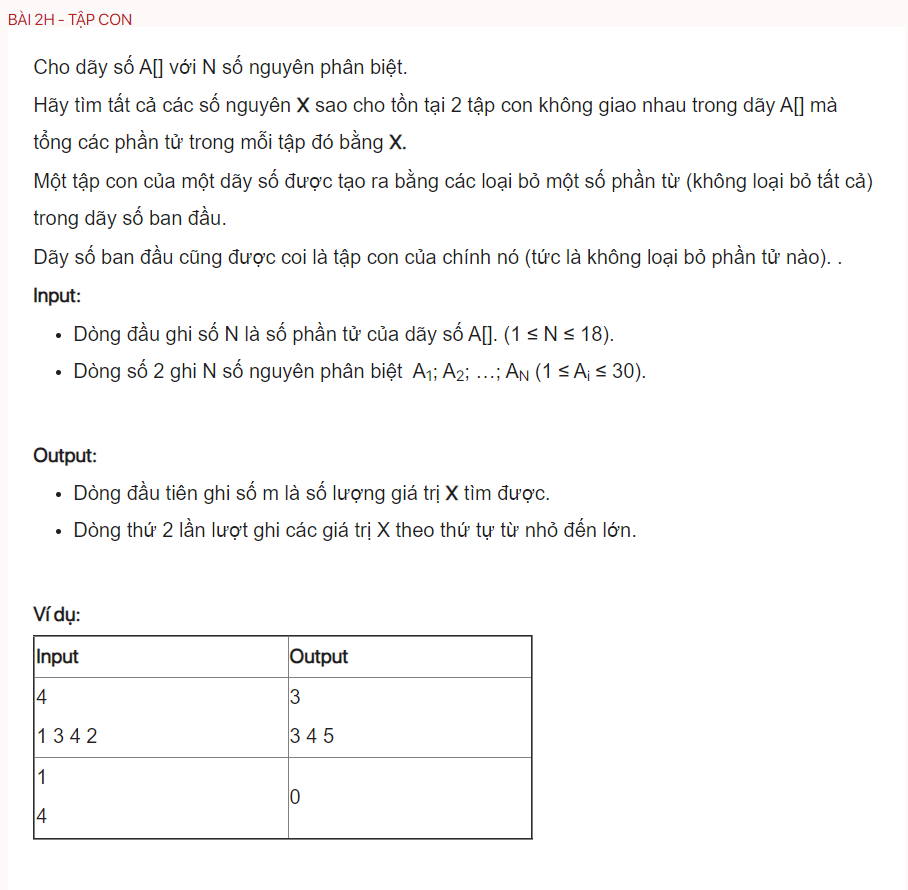 BÀI 2H - TẬP CON
Cho dãy số A[] với N số nguyên phân biệt.
Hãy tìm tất cả các số nguyên X sao cho tồn tại 2 tập con không giao nhau trong dãy A[] mà
tổng các phần tử trong mỗi tập đó bằng X.
Một tập con của một dãy số được tạo ra bằng các loại bỏ một số phần từ (không loại bỏ tất cả)
trong dãy số ban đầu.
Dãy số ban đầu cũng được coi là tập con của chính nó (tức là không loại bỏ phần tử nào). .
Input:
• Dòng đầu ghi số N là số phần tử của dãy số A[]. (1 ≤ N ≤ 18).
• Dòng số 2 ghi N số nguyên phân biệt A₁; A₂; …; A_N (1 ≤ Aᵢ ≤ 30).
Output:
• Dòng đầu tiên ghi số m là số lượng giá trị X tìm được.
• Dòng thứ 2 lần lượt ghi các giá trị X theo thứ tự từ nhỏ đến lớn.
Ví dụ:
Input Output
4 3
1 3 4 2 3 4 5
1
0
4